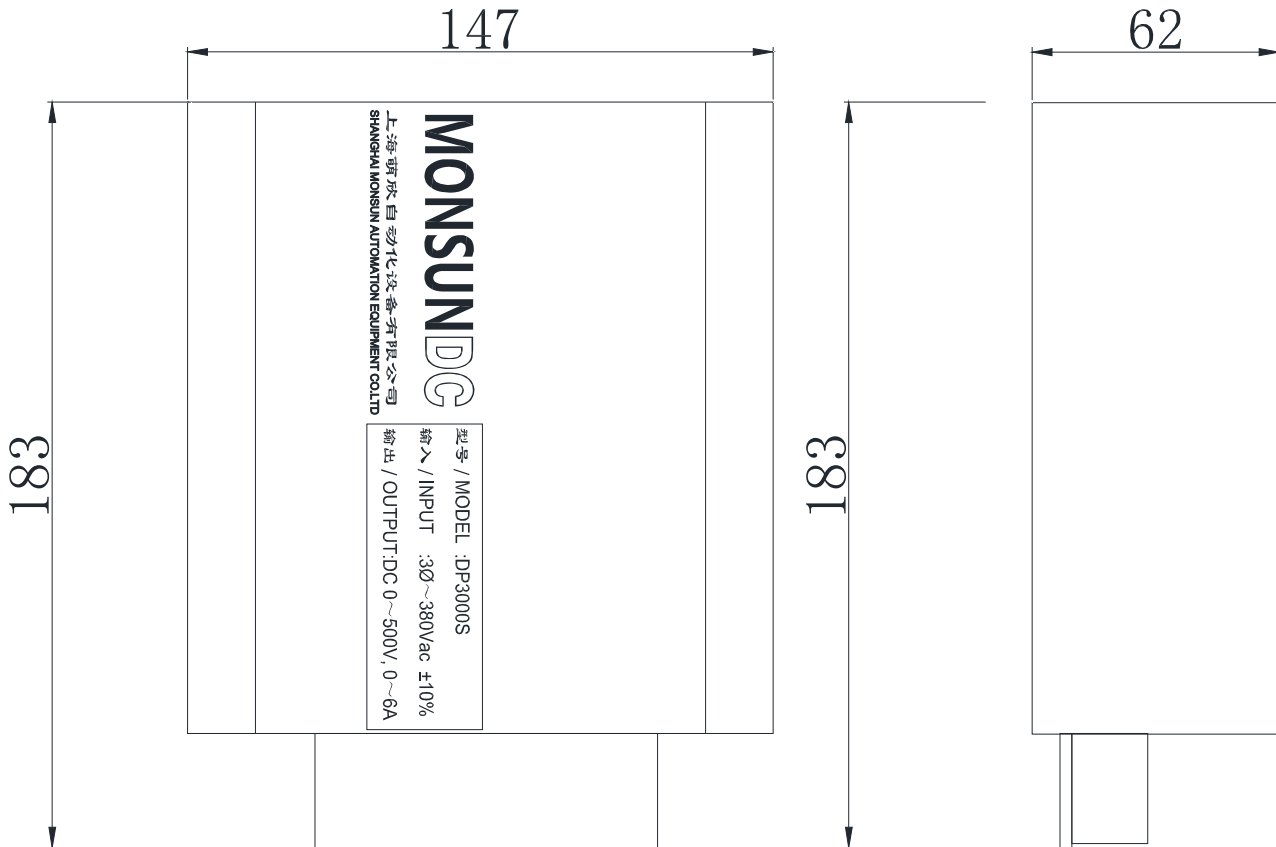 147
62
183
183
MONSUNDC
上海萌欣自动化设备有限公司
SHANGHAI MONSUN AUTOMATION EQUIPMENT CO.LTD
型号 / MODEL :DP3000S
输入 / INPUT :3Ø～380Vac ±10%
输出 / OUTPUT:DC 0～500V, 0～6A